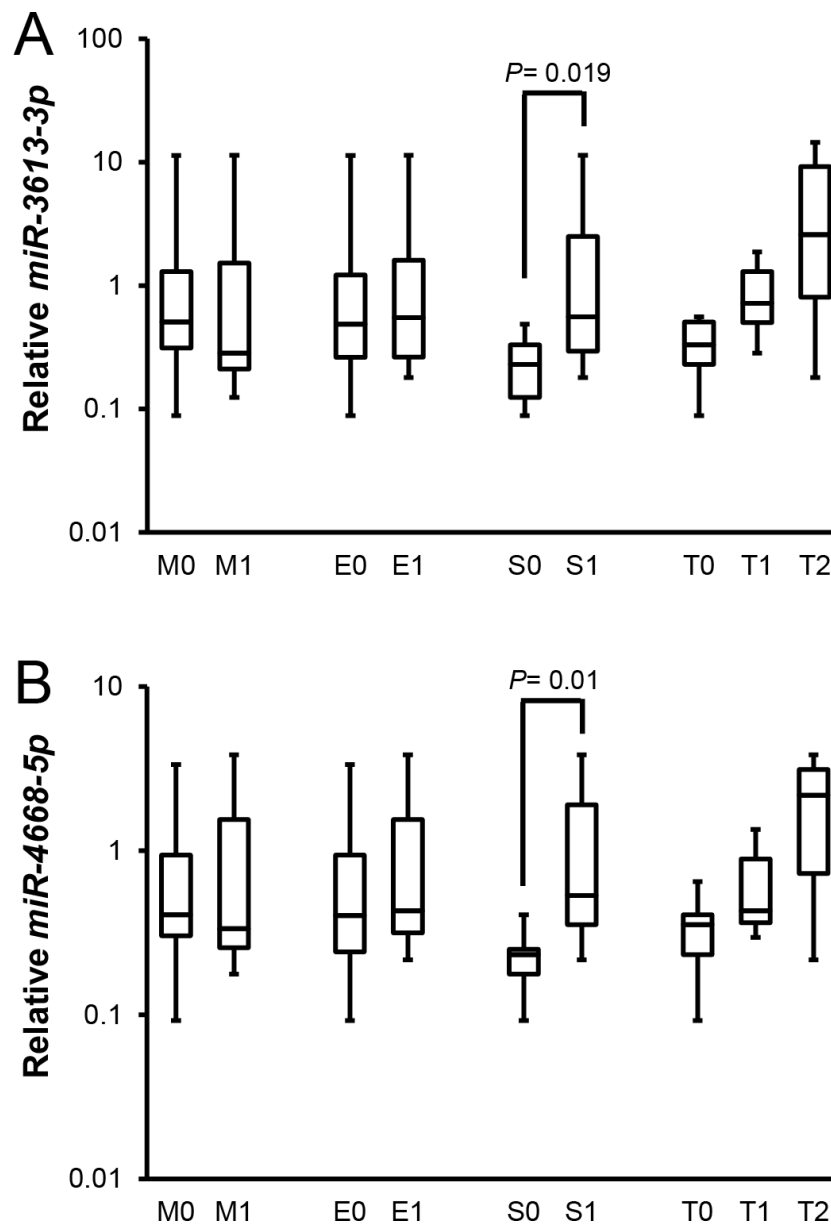 A
Relative miR-3613-3p
100
10
1
0.1
0.01
P= 0.019
M0 M1 E0 E1 S0 S1 T0 T1 T2
B
Relative miR-4668-5p
10
1
0.1
0.01
P= 0.01
M0 M1 E0 E1 S0 S1 T0 T1 T2